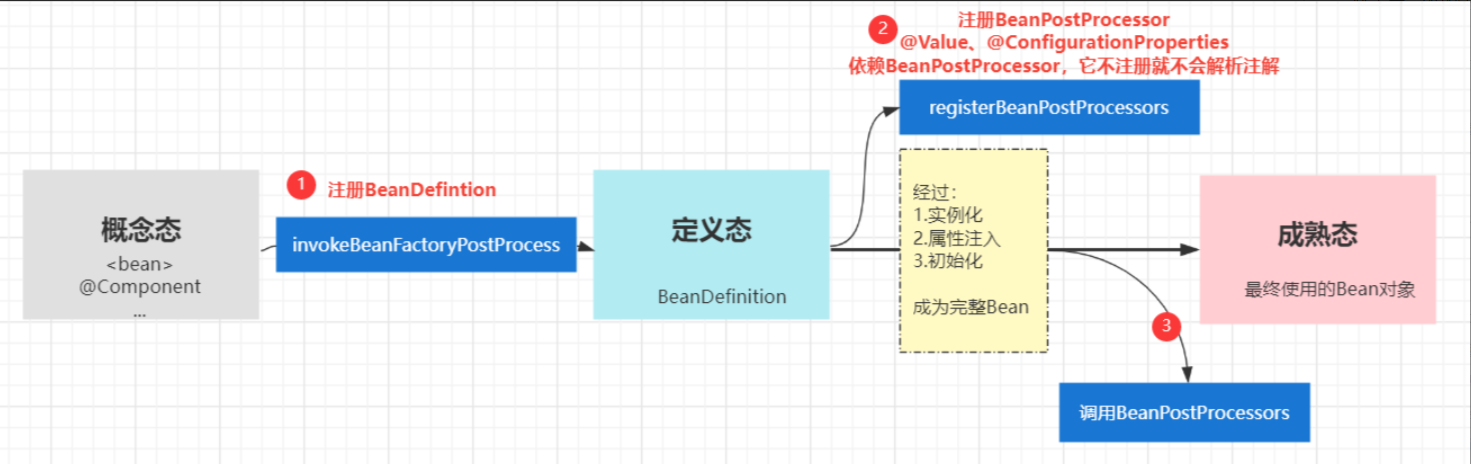 概念态
<bean>
@Component
...
1
注册BeanDefintion
invokeBeanFactoryPostProcess
定义态
BeanDefinition
2
注册BeanPostProcessor
@Value、@ConfigurationProperties
依赖BeanPostProcessor，它不注册就不会解析注解
registerBeanPostProcessors
经过：
1.实例化
2.属性注入
3.初始化
成为完整Bean
成熟态
最终使用的Bean对象
3
调用BeanPostProcessors